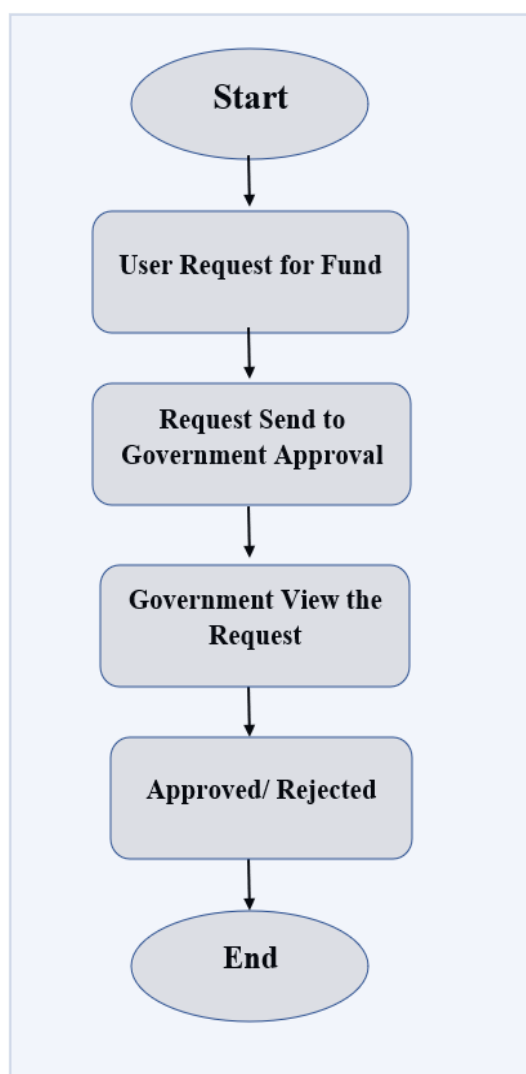 Start
User Request for Fund
Request Send to
Government Approval
Government View the
Request
Approved/ Rejected
End